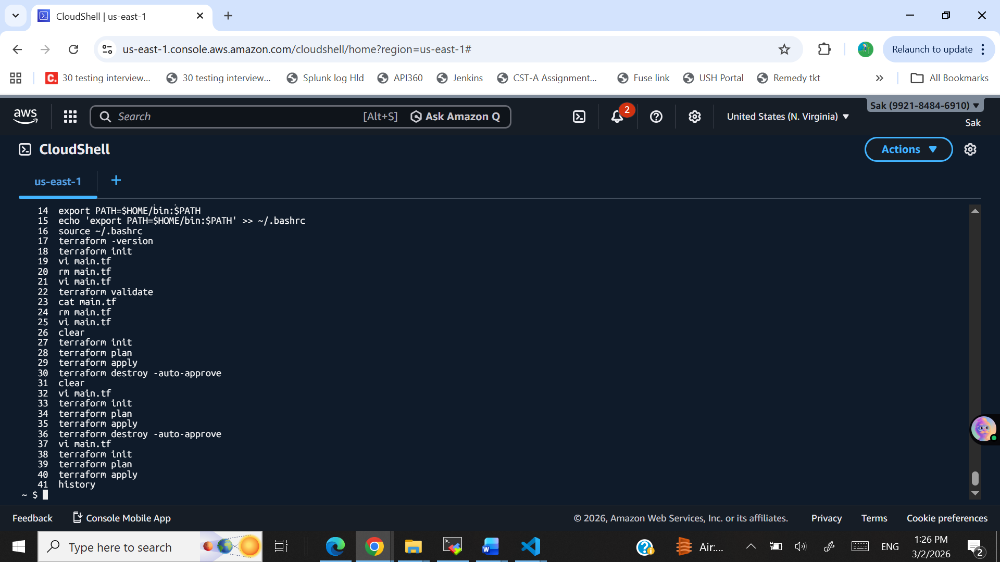 CloudShell | us-east-1
us-east-1.console.aws.amazon.com/cloudshell/home?region=us-east-1#
Relaunch to update
30 testing interview...
30 testing interview...
Splunk log Hld
API360
Jenkins
CST-A Assignment...
Fuse link
USH Portal
Remedy tkt
All Bookmarks
aws
Search
[Alt+S]
Ask Amazon Q
2
United States (N. Virginia)
Sak (9921-8484-6910)
Sak
CloudShell
Actions
us-east-1
14 export PATH=$HOME/bin:$PATH
15 echo 'export PATH=$HOME/bin:$PATH' >> ~/.bashrc
16 source ~/.bashrc
17 terraform -version
18 terraform init
19 vi main.tf
20 rm main.tf
21 vi main.tf
22 terraform validate
23 cat main.tf
24 rm main.tf
25 vi main.tf
26 clear
27 terraform init
28 terraform plan
29 terraform apply
30 terraform destroy -auto-approve
31 clear
32 vi main.tf
33 terraform init
34 terraform plan
35 terraform apply
36 terraform destroy -auto-approve
37 vi main.tf
38 terraform init
39 terraform plan
40 terraform apply
41 history
~ $
Feedback
Console Mobile App
© 2026, Amazon Web Services, Inc. or its affiliates.
Privacy
Terms
Cookie preferences
Type here to search
Air:...
ENG
1:26 PM
3/2/2026
2